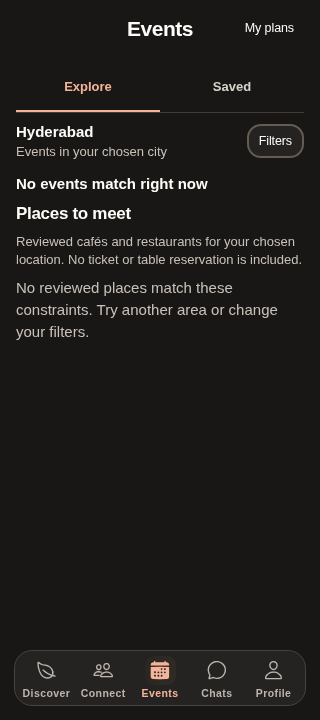 Events
My plans
Explore
Saved
Hyderabad
Events in your chosen city
Filters
No events match right now
Places to meet
Reviewed cafés and restaurants for your chosen
location. No ticket or table reservation is included.
No reviewed places match these
constraints. Try another area or change
your filters.
Discover
Connect
Events
Chats
Profile